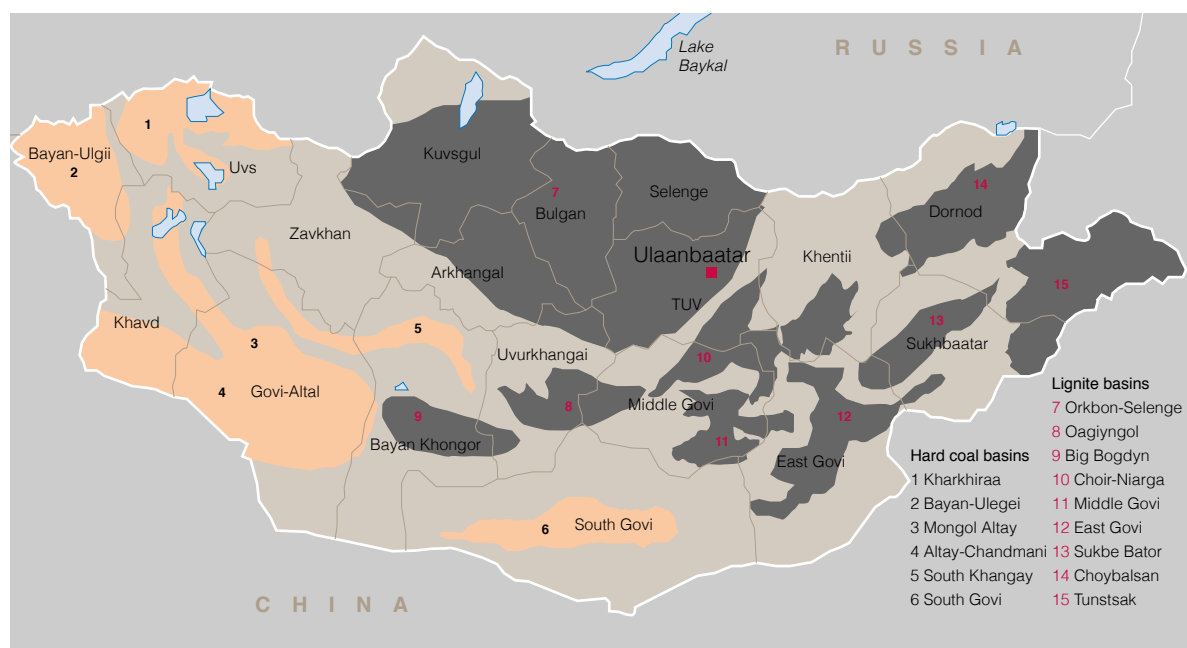 Lake
Baykal
RUSSIA
1
Bayan-Ulgii
2
Uvs
Kuvsgul
7
Bulgan
Selenge
14
Dornod
Zavkhan
Arkhangal
Ulaanbaatar
Khentii
TUV
15
Khavd
3
5
Uvurkhangai
10
13
Sukhbaatar
4
Govi-Altal
9
8
Middle Govi
12
Bayan Khongor
11
East Govi
6
South Govi
CHINA
Hard coal basins
1 Kharkhiraa
2 Bayan-Ulegei
3 Mongol Altay
4 Altay-Chandmani
5 South Khangay
6 South Govi
Lignite basins
7 Orkbon-Selenge
8 Oagiyngol
9 Big Bogdyn
10 Choir-Niarga
11 Middle Govi
12 East Govi
13 Sukbe Bator
14 Choybalsan
15 Tunstsak